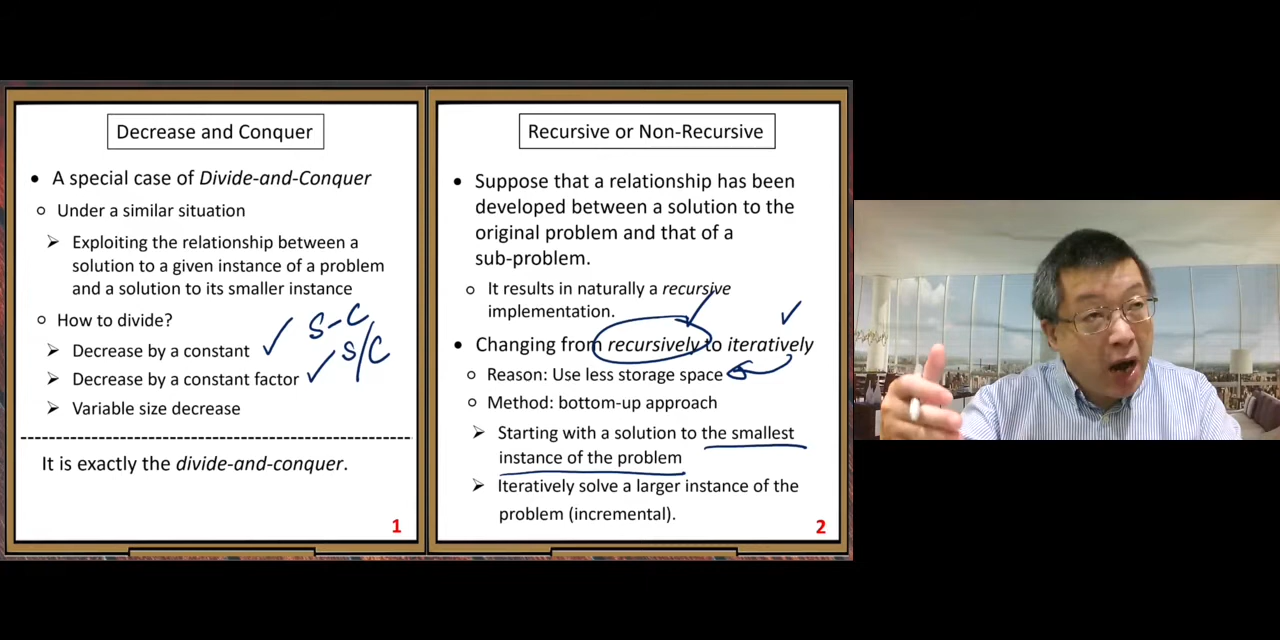 Decrease and Conquer
• A special case of Divide-and-Conquer
o Under a similar situation
➢ Exploiting the relationship between a
solution to a given instance of a problem
and a solution to its smaller instance
o How to divide?
S-C
➢ Decrease by a constant ✓
S/C
➢ Decrease by a constant factor ✓
➢ Variable size decrease
It is exactly the divide-and-conquer.
1
Recursive or Non-Recursive
• Suppose that a relationship has been
developed between a solution to the
original problem and that of a
sub-problem.
o It results in naturally a recursive
implementation.
• Changing from recursively to iteratively
o Reason: Use less storage space
o Method: bottom-up approach
➢ Starting with a solution to the smallest
instance of the problem
➢ Iteratively solve a larger instance of the
problem (incremental).
2